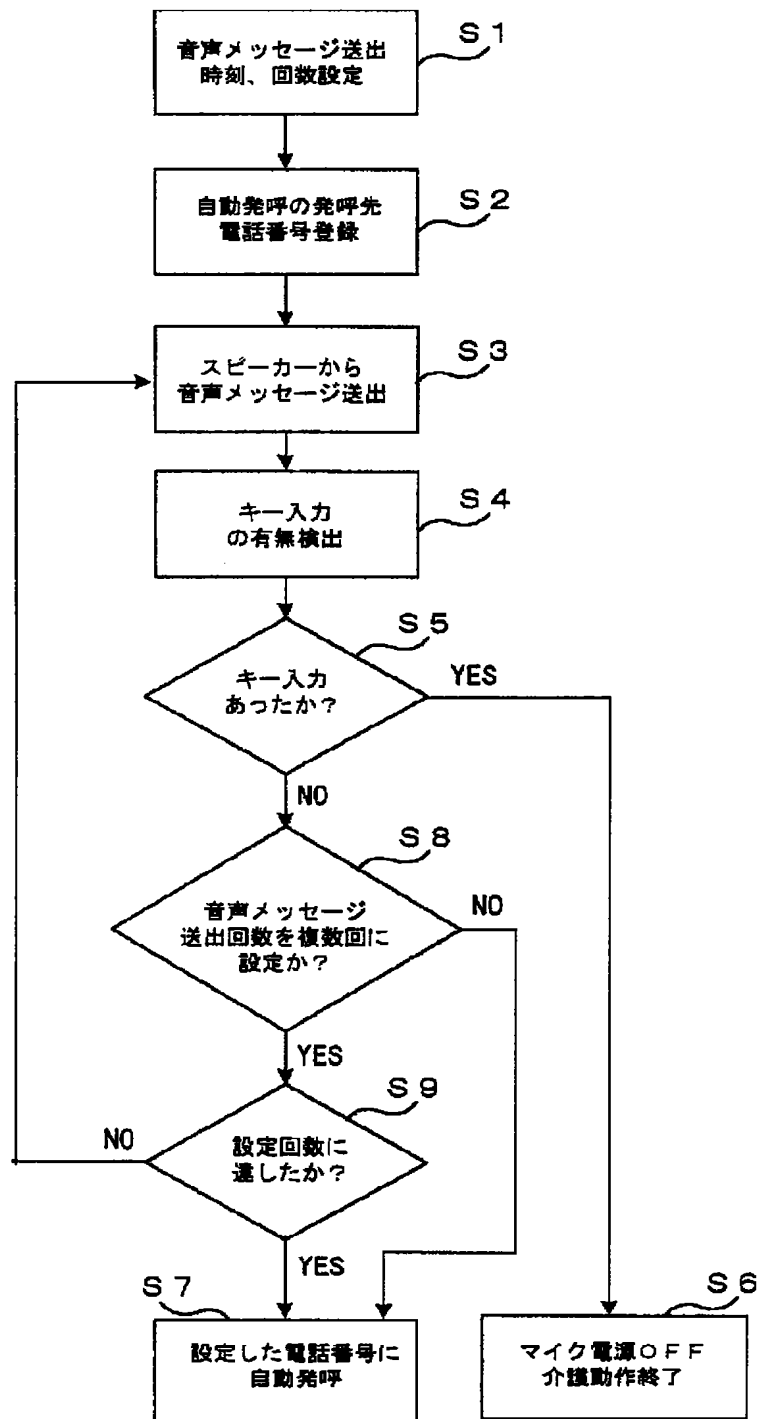 S1
音声メッセージ送出
時刻、回数設定
S2
自動発呼の発呼先
電話番号登録
S3
スピーカーから
音声メッセージ送出
S4
キー入力
の有無検出
S5
キー入力
あったか?
YES
NO
S8
音声メッセージ
送出回数を複数回に
設定か?
NO
YES
S9
設定回数に
達したか?
NO
YES
S7
設定した電話番号に
自動発呼
S6
マイク電源OFF
介護動作終了